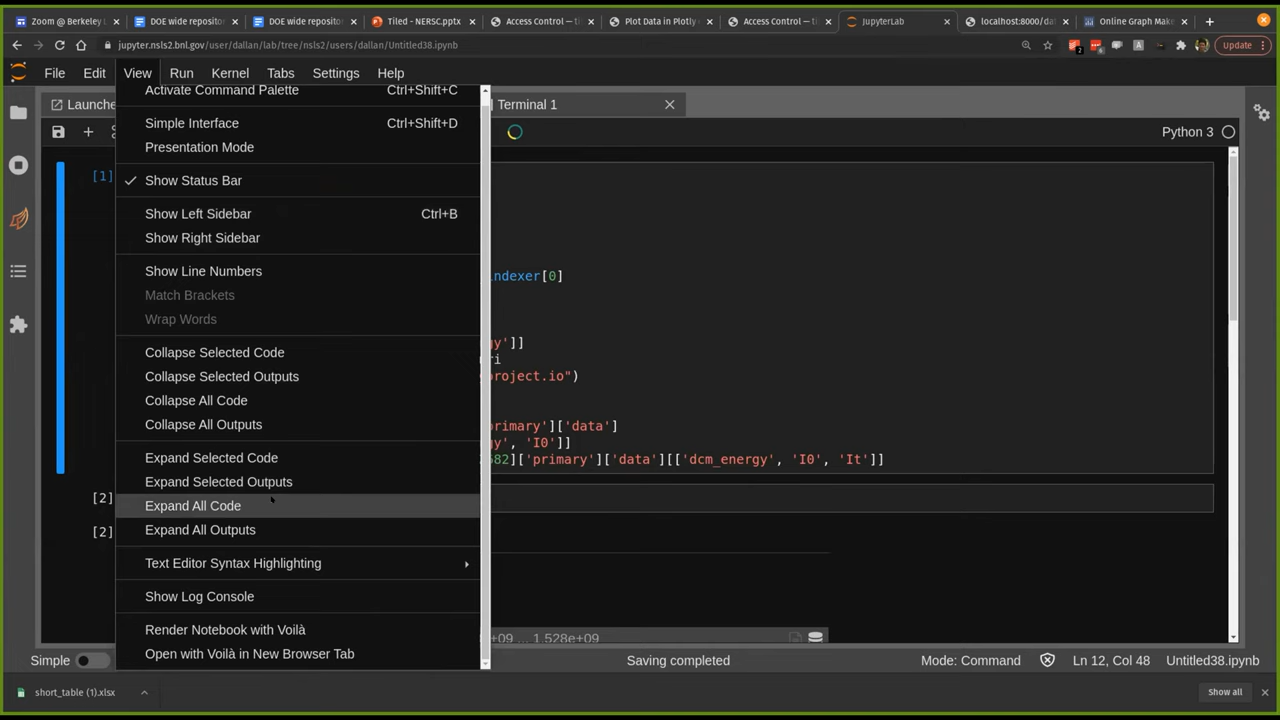 Zoom @ Berkeley L
DOE wide reposito
DOE wide reposito
Tiled - NERSC.pptx
Access Control — ti
Plot Data in Plotly
Access Control — ti
JupyterLab
localhost:8000/da
Online Graph Make
jupyter.nsls2.bnl.gov/user/dallan/lab/tree/nsls2/users/dallan/Untitled38.ipynb
Update
File Edit View Run Kernel Tabs Settings Help
Launche
Terminal 1
Python 3
Activate Command Palette Ctrl+Shift+C
Simple Interface Ctrl+Shift+D
Presentation Mode
Show Status Bar
Show Left Sidebar Ctrl+B
Show Right Sidebar
Show Line Numbers
Match Brackets
Wrap Words
Collapse Selected Code
Collapse Selected Outputs
Collapse All Code
Collapse All Outputs
Expand Selected Code
Expand Selected Outputs
Expand All Code
Expand All Outputs
Text Editor Syntax Highlighting
Show Log Console
Render Notebook with Voilà
Open with Voilà in New Browser Tab
[1]
indexer[0]
gy']]
ri
project.io")
primary']['data']
gy', 'I0']]
582]['primary']['data'][['dcm_energy', 'I0', 'It']]
[2]
[2]
+09 ... 1.528e+09
Simple
Saving completed
Mode: Command
Ln 12, Col 48
Untitled38.ipynb
short_table (1).xlsx
Show all